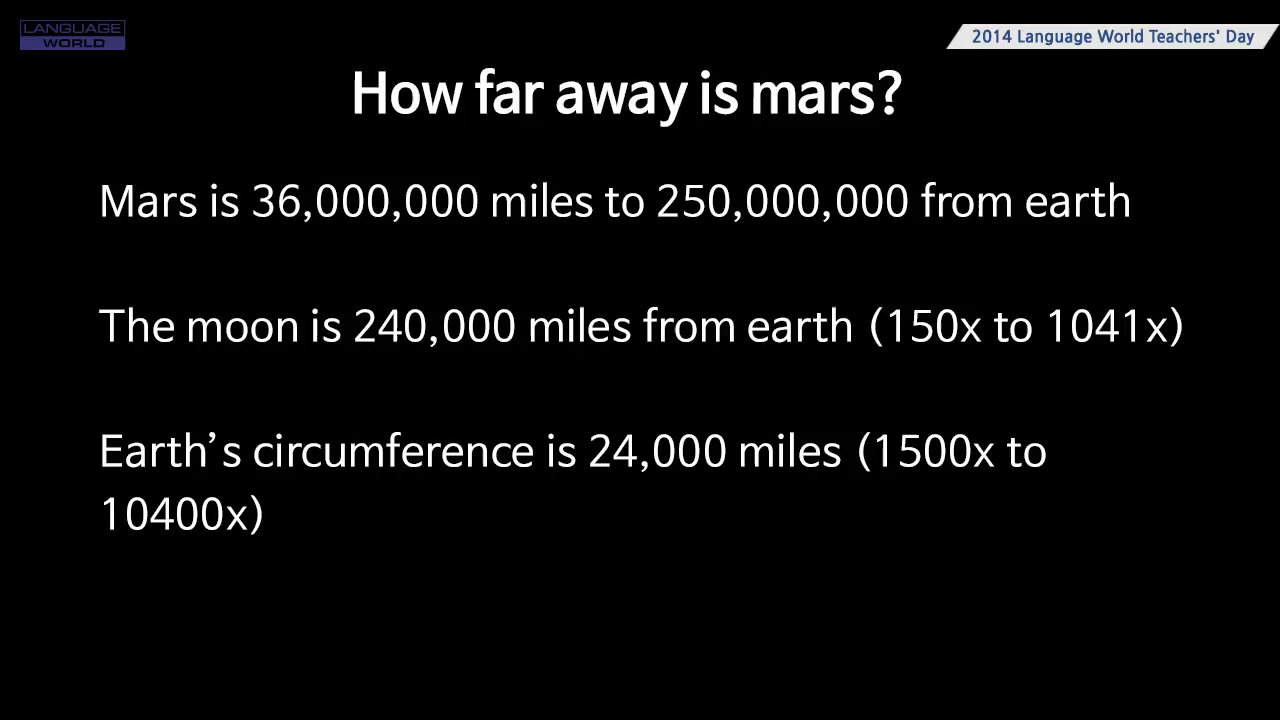 LANGUAGE
WORLD
2014 Language World Teachers' Day
How far away is mars?
Mars is 36,000,000 miles to 250,000,000 from earth
The moon is 240,000 miles from earth (150x to 1041x)
Earth’s circumference is 24,000 miles (1500x to
10400x)